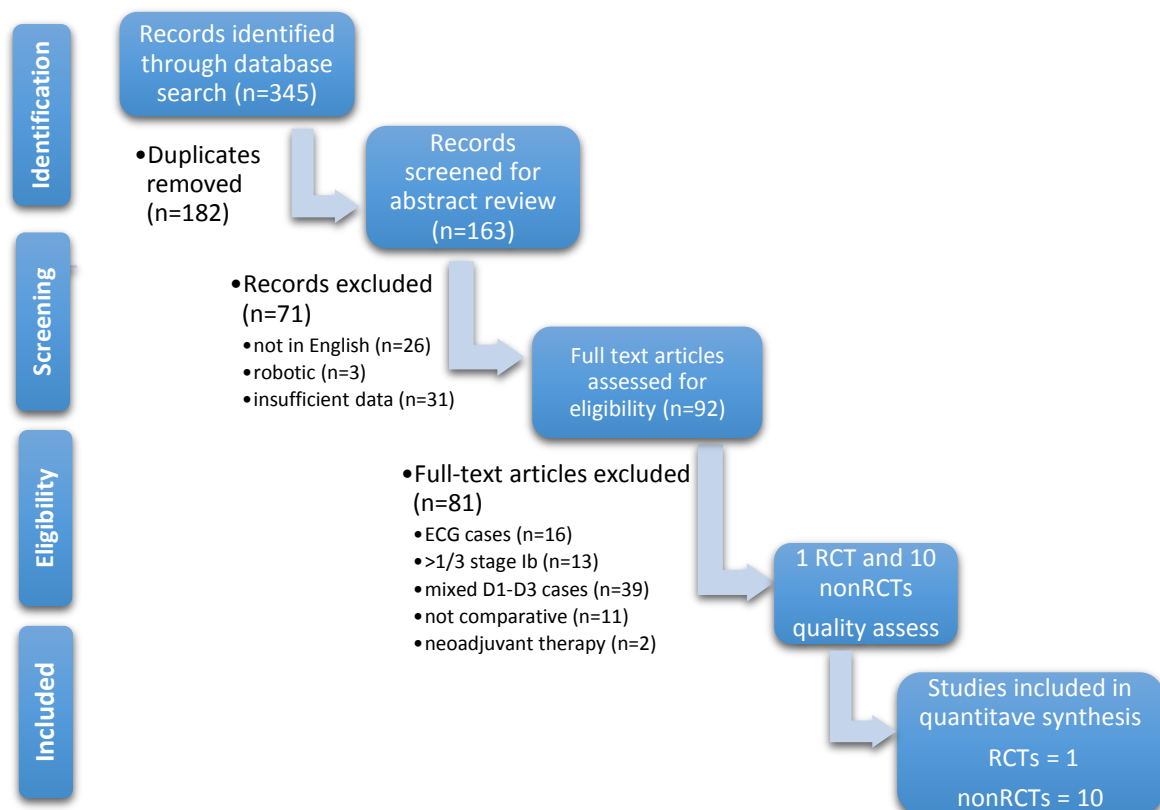 Identification
Records identified
through database
search (n=345)
•Duplicates
removed
(n=182)
Records
screened for
abstract review
(n=163)
Screening
•Records excluded
(n=71)
•not in English (n=26)
•robotic (n=3)
•insufficient data (n=31)
Full text articles
assessed for
eligibility (n=92)
Eligibility
•Full-text articles excluded
(n=81)
•ECG cases (n=16)
•>1/3 stage Ib (n=13)
•mixed D1-D3 cases (n=39)
•not comparative (n=11)
•neoadjuvant therapy (n=2)
1 RCT and 10
nonRCTs
quality assess
Included
Studies included in
quantitave synthesis
RCTs = 1
nonRCTs = 10